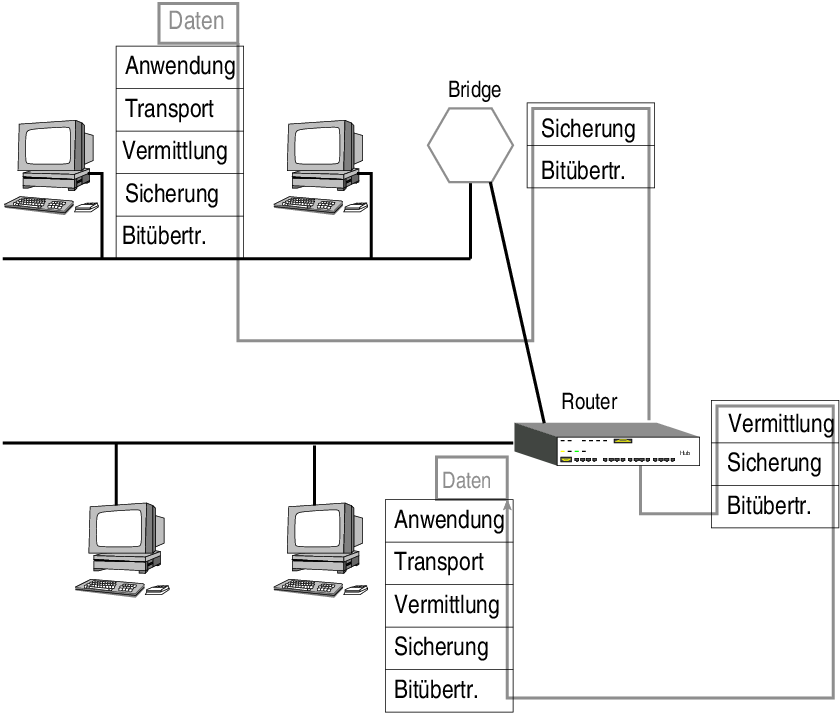 Daten
Anwendung
Transport
Vermittlung
Sicherung
Bitübertr.
Bridge
Sicherung
Bitübertr.
Router
Hub
Vermittlung
Sicherung
Bitübertr.
Daten
Anwendung
Transport
Vermittlung
Sicherung
Bitübertr.